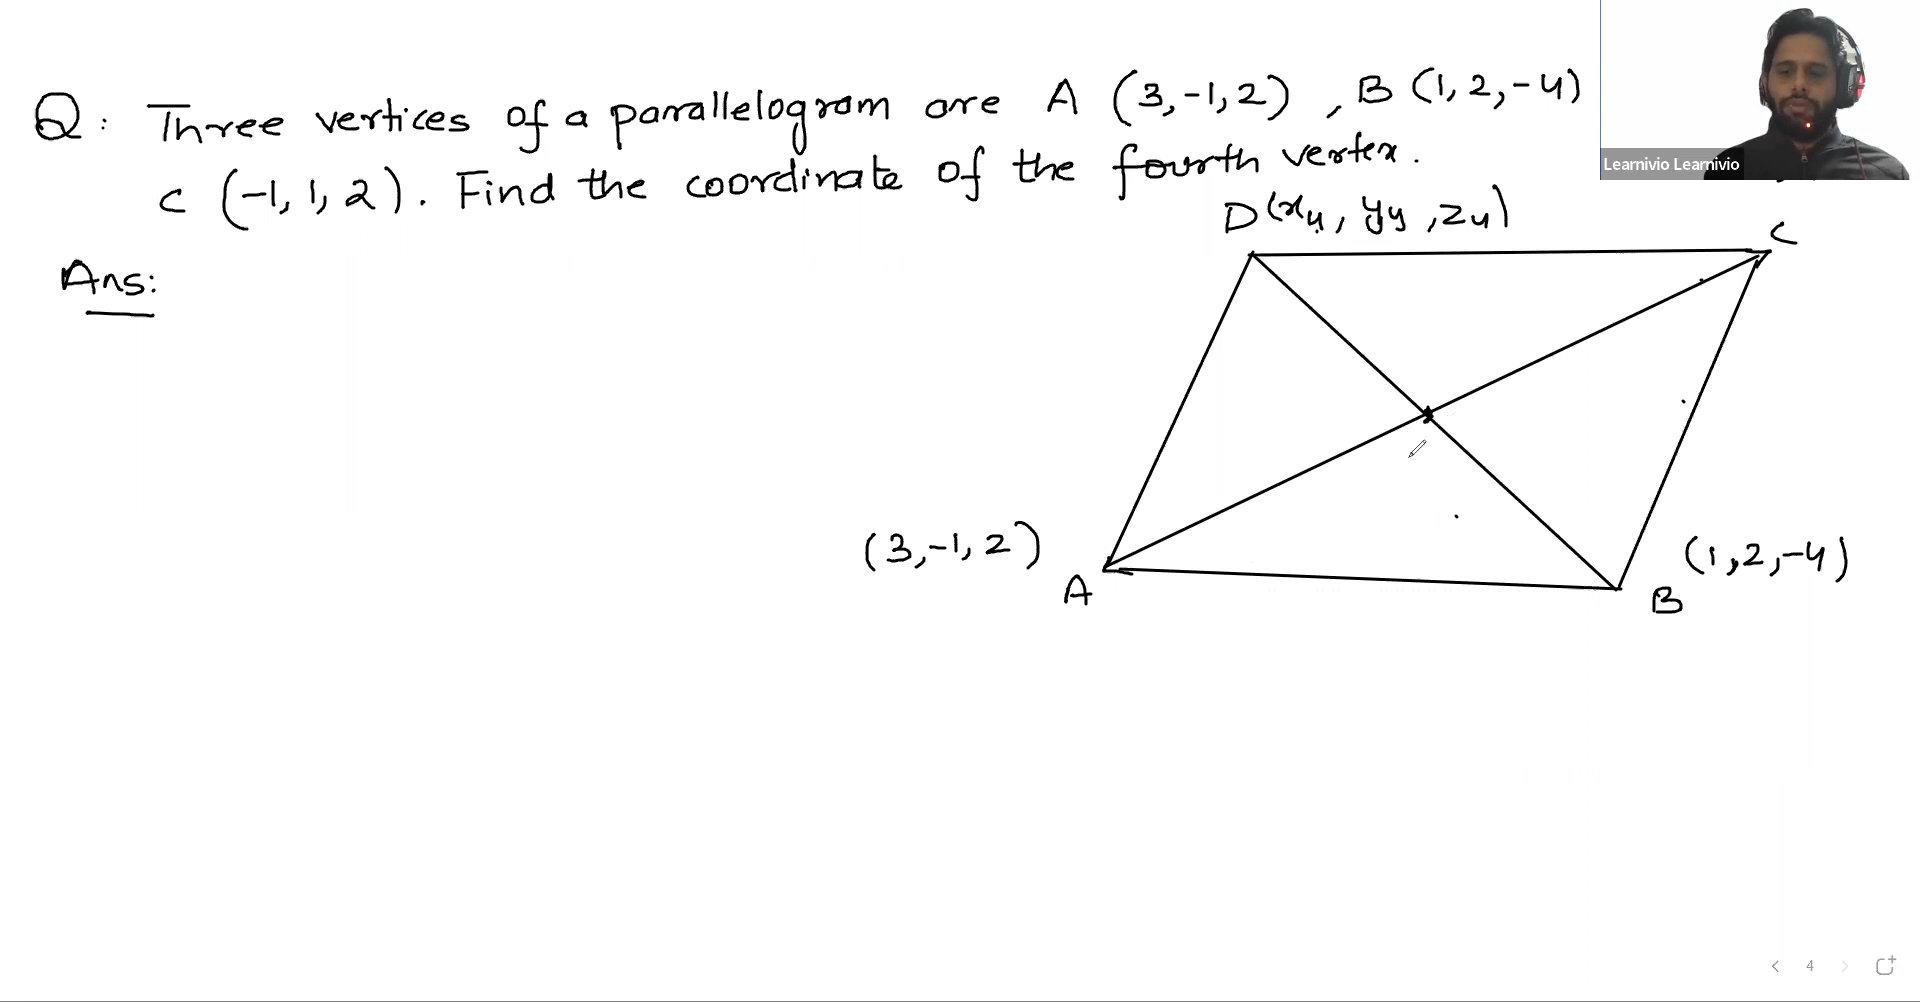 Q: Three vertices of a parallelogram are A (3,-1,2) , B (1, 2, -4)
C (-1, 1, 2). Find the coordinate of the fourth vertex.
Learnivio Learnivio
Ans:
D(x4, y4, z4)
C
(3,-1, 2)
A
(1,2,-4)
B
4